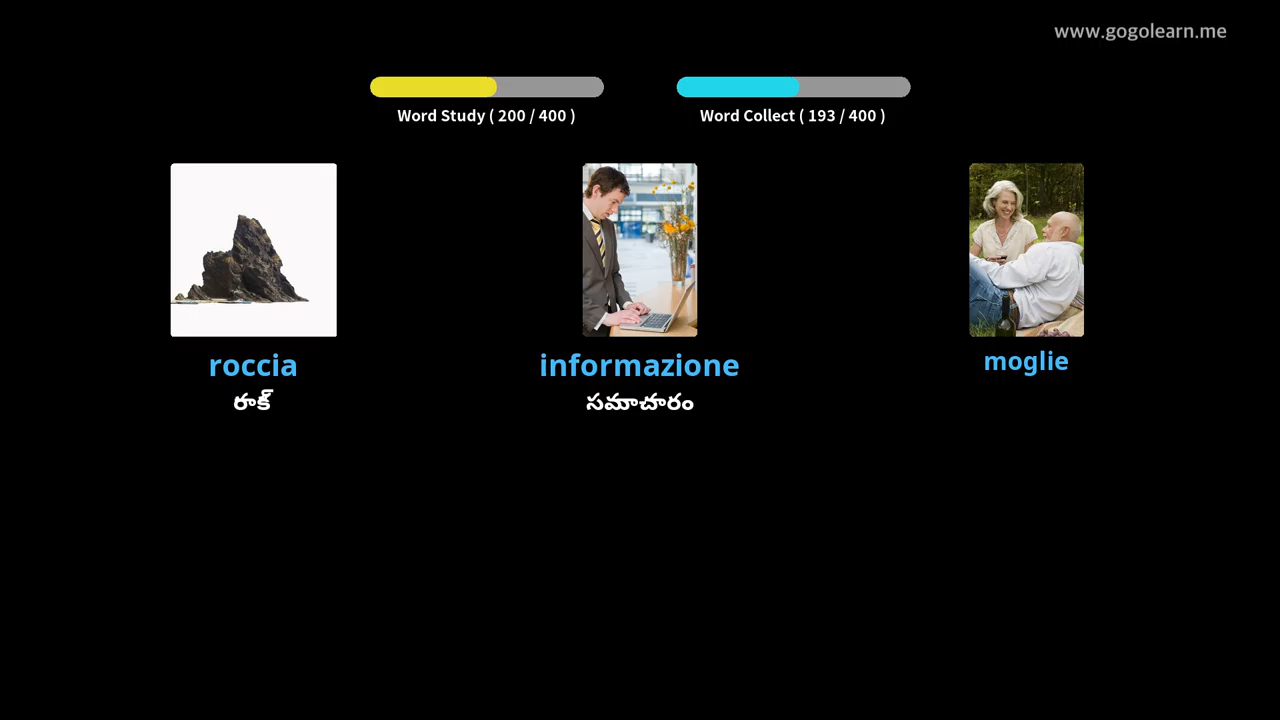 www.gogolearn.me
Word Study ( 200 / 400 )
Word Collect ( 193 / 400 )
roccia
రాక్
informazione
సమాచారం
moglie